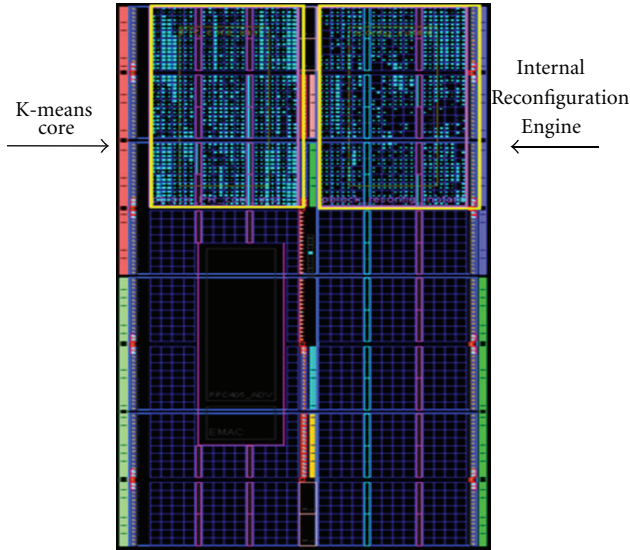 K-means
core
Internal
Reconfiguration
Engine
PPC405_ADV
EMAC